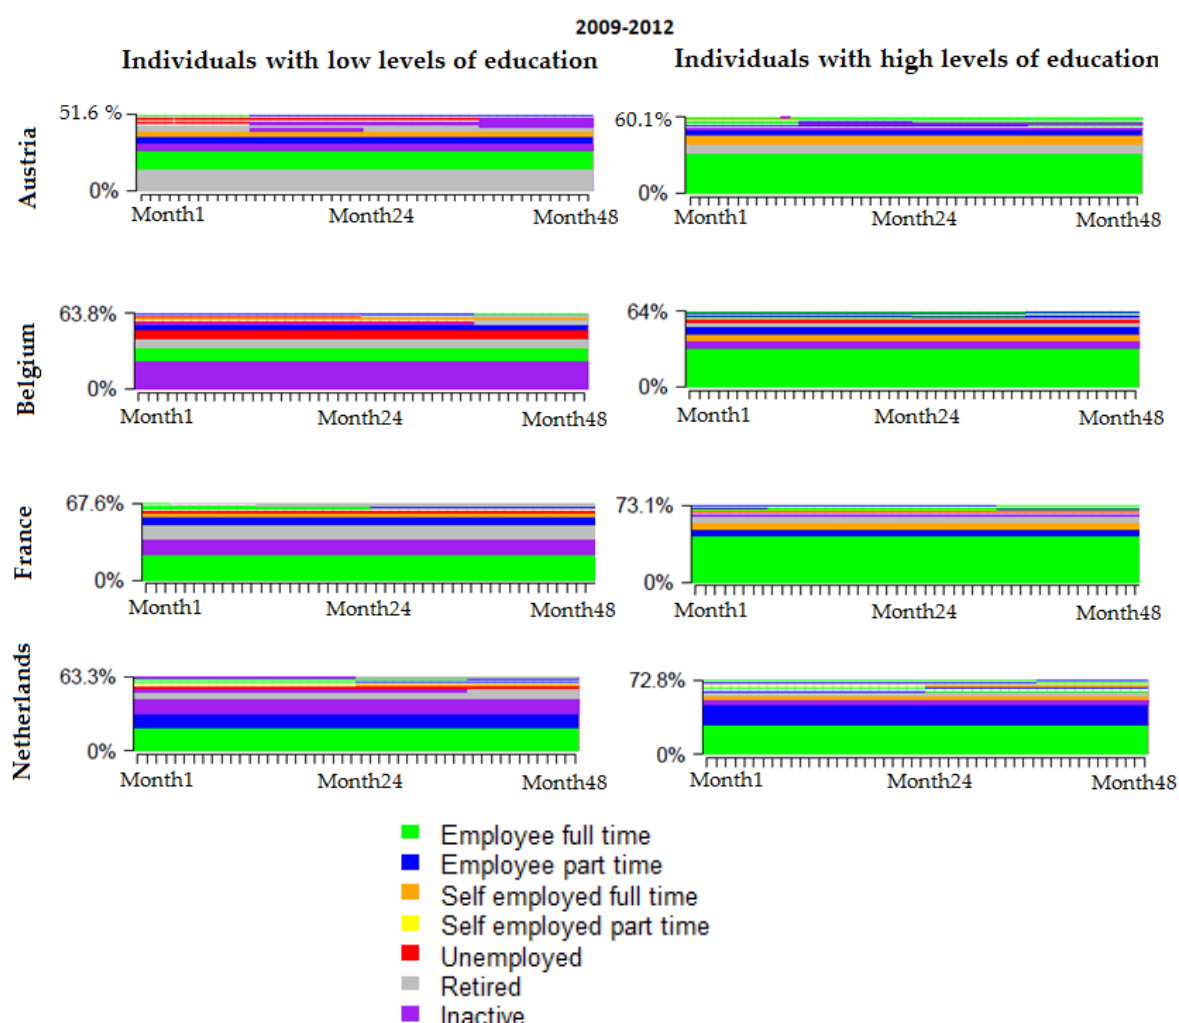 2009-2012
Individuals with low levels of education
Individuals with high levels of education
Austria
51.6 %
0%
Month1 Month24 Month48
60.1%
0%
Month1 Month24 Month48
Belgium
63.8%
0%
Month1 Month24 Month48
64%
0%
Month1 Month24 Month48
France
67.6%
0%
Month1 Month24 Month48
73.1%
0%
Month1 Month24 Month48
Netherlands
63.3%
0%
Month1 Month24 Month48
72.8%
0%
Month1 Month24 Month48
Employee full time
Employee part time
Self employed full time
Self employed part time
Unemployed
Retired
Inactive